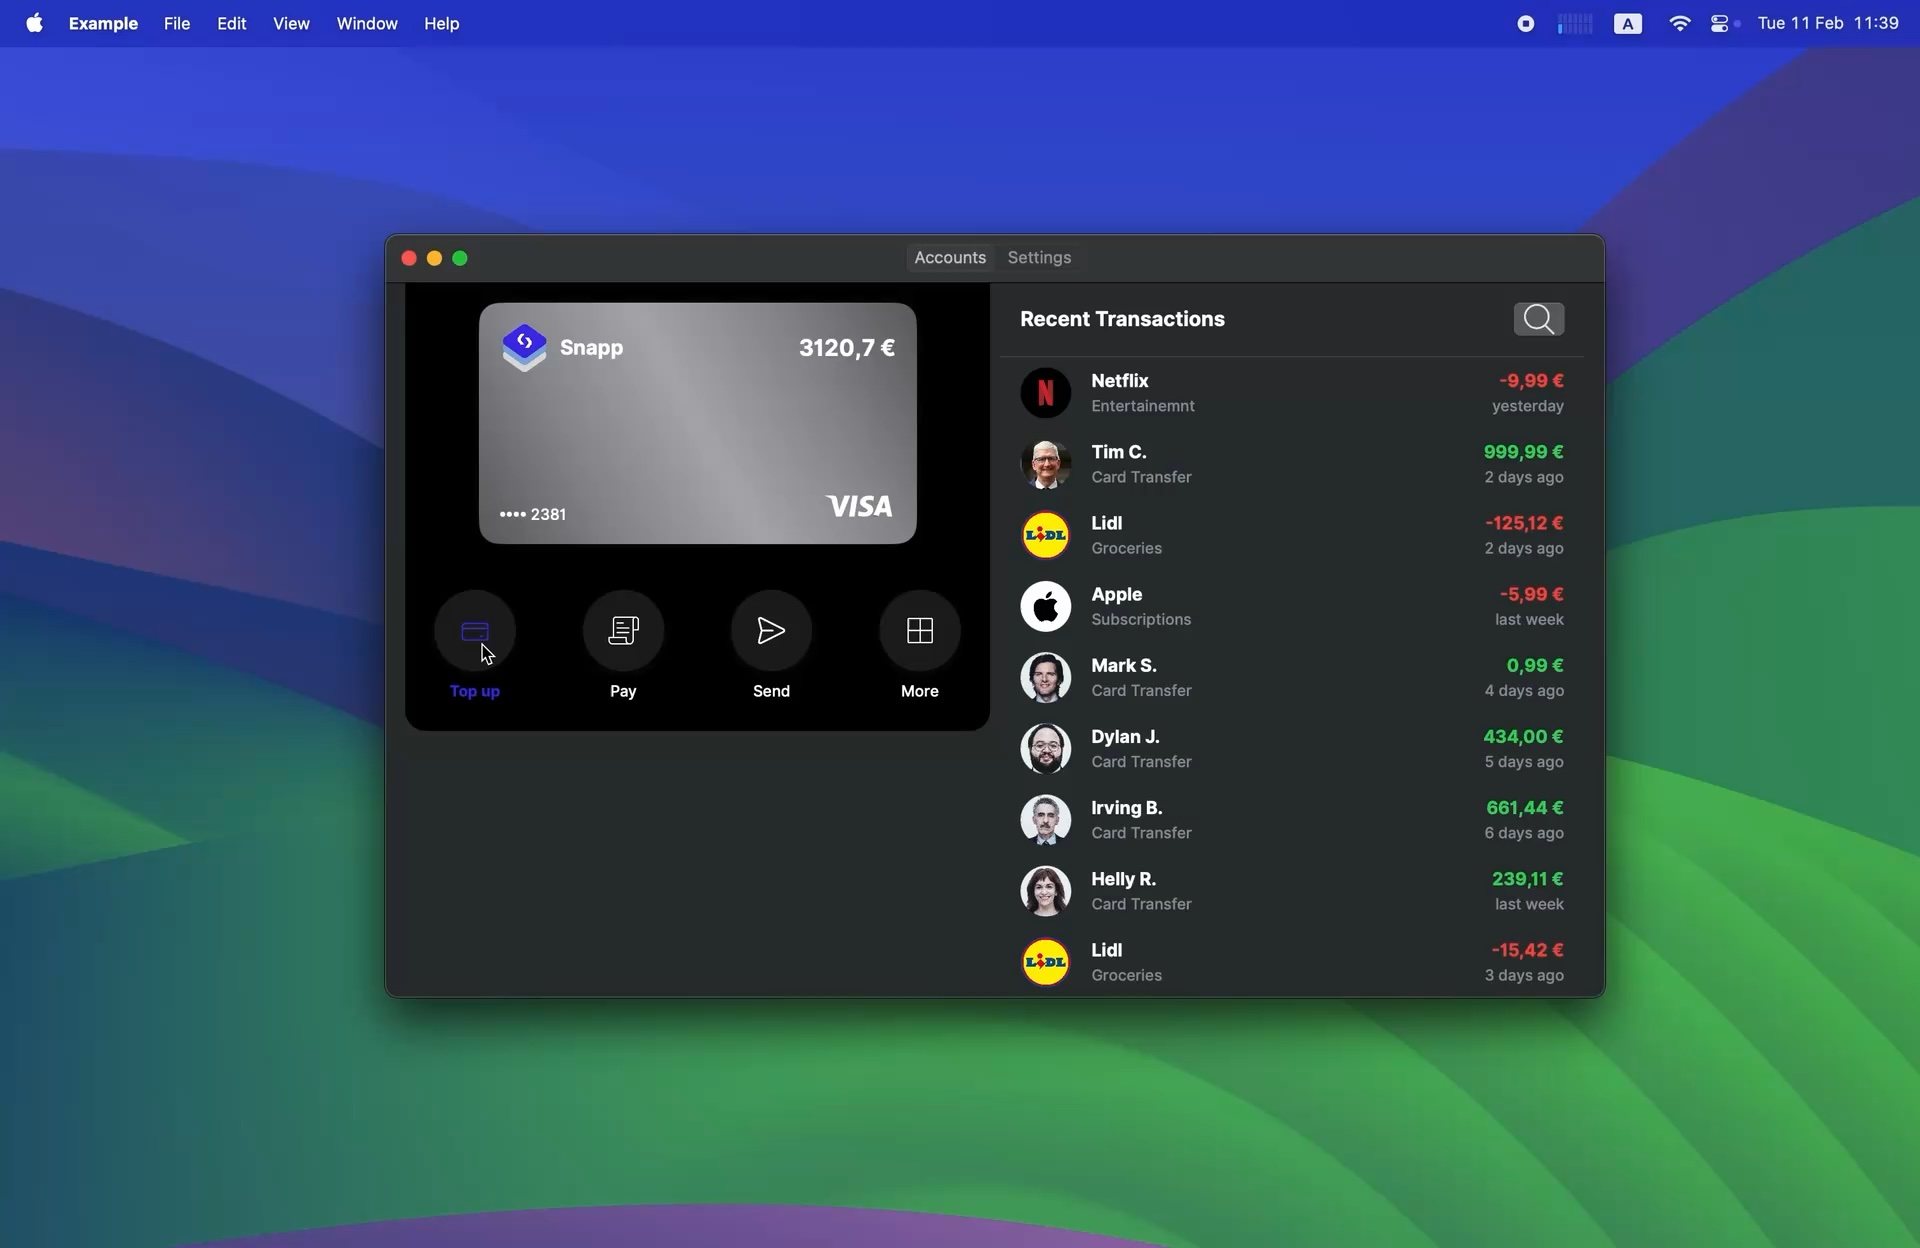 Example File Edit View Window Help A Tue 11 Feb 11:39
Accounts Settings
Snapp 3120,7 €
•••• 2381 VISA
Top up Pay Send More
Recent Transactions
N
Netflix -9,99 €
Entertainemnt yesterday
Tim C. 999,99 €
Card Transfer 2 days ago
LiDL
Lidl -125,12 €
Groceries 2 days ago
Apple -5,99 €
Subscriptions last week
Mark S. 0,99 €
Card Transfer 4 days ago
Dylan J. 434,00 €
Card Transfer 5 days ago
Irving B. 661,44 €
Card Transfer 6 days ago
Helly R. 239,11 €
Card Transfer last week
LiDL
Lidl -15,42 €
Groceries 3 days ago